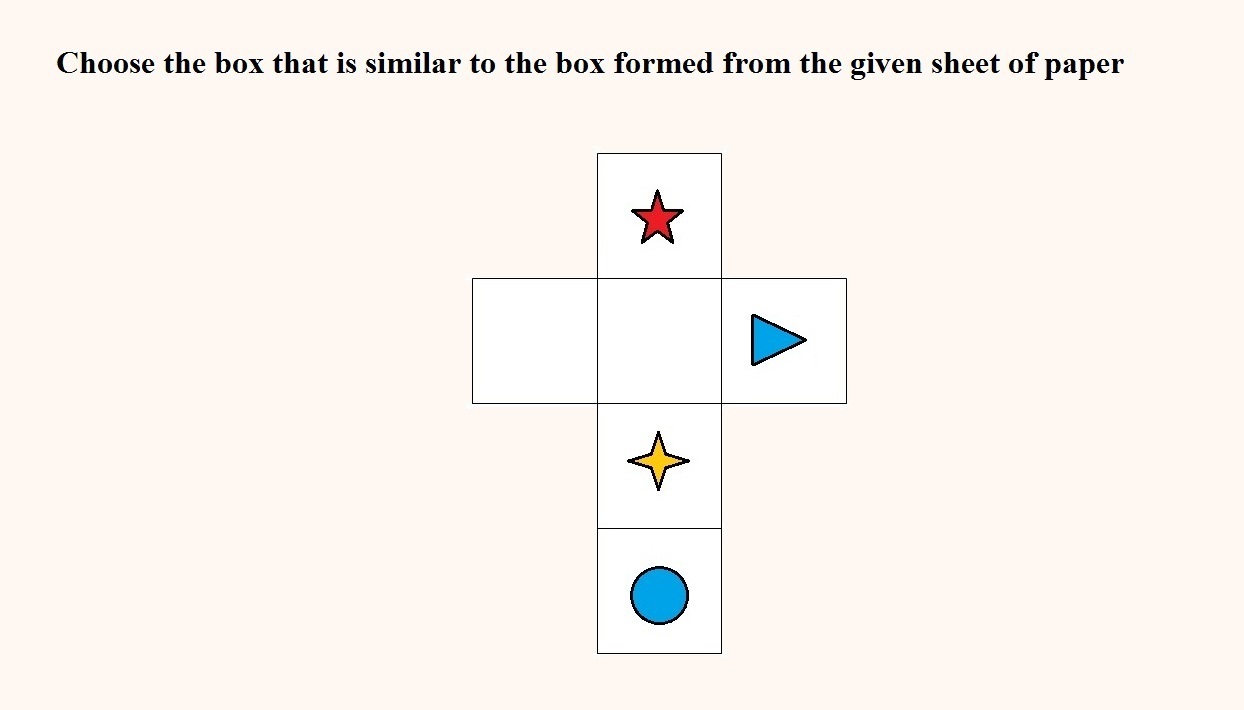 Choose the box that is similar to the box formed from the given sheet of paper